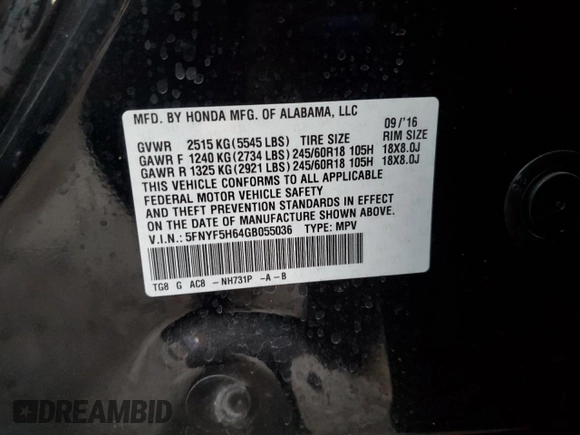 MFD. BY HONDA MFG. OF ALABAMA, LLC
09/'16
GVWR 2515 KG(5545 LBS) TIRE SIZE RIM SIZE
GAWR F 1240 KG(2734 LBS)245/60R18 105H 18X8.0J
GAWR R 1325 KG(2921 LBS)245/60R18 105H 18X8.0J
THIS VEHICLE CONFORMS TO ALL APPLICABLE
FEDERAL MOTOR VEHICLE SAFETY
AND THEFT PREVENTION STANDARDS IN EFFECT
ON THE DATE OF MANUFACTURE SHOWN ABOVE.
V.I.N.: 5FNYF5H64GB055036 TYPE: MPV
TG8 G AC8 - NH731P -A-B
DREAMBID